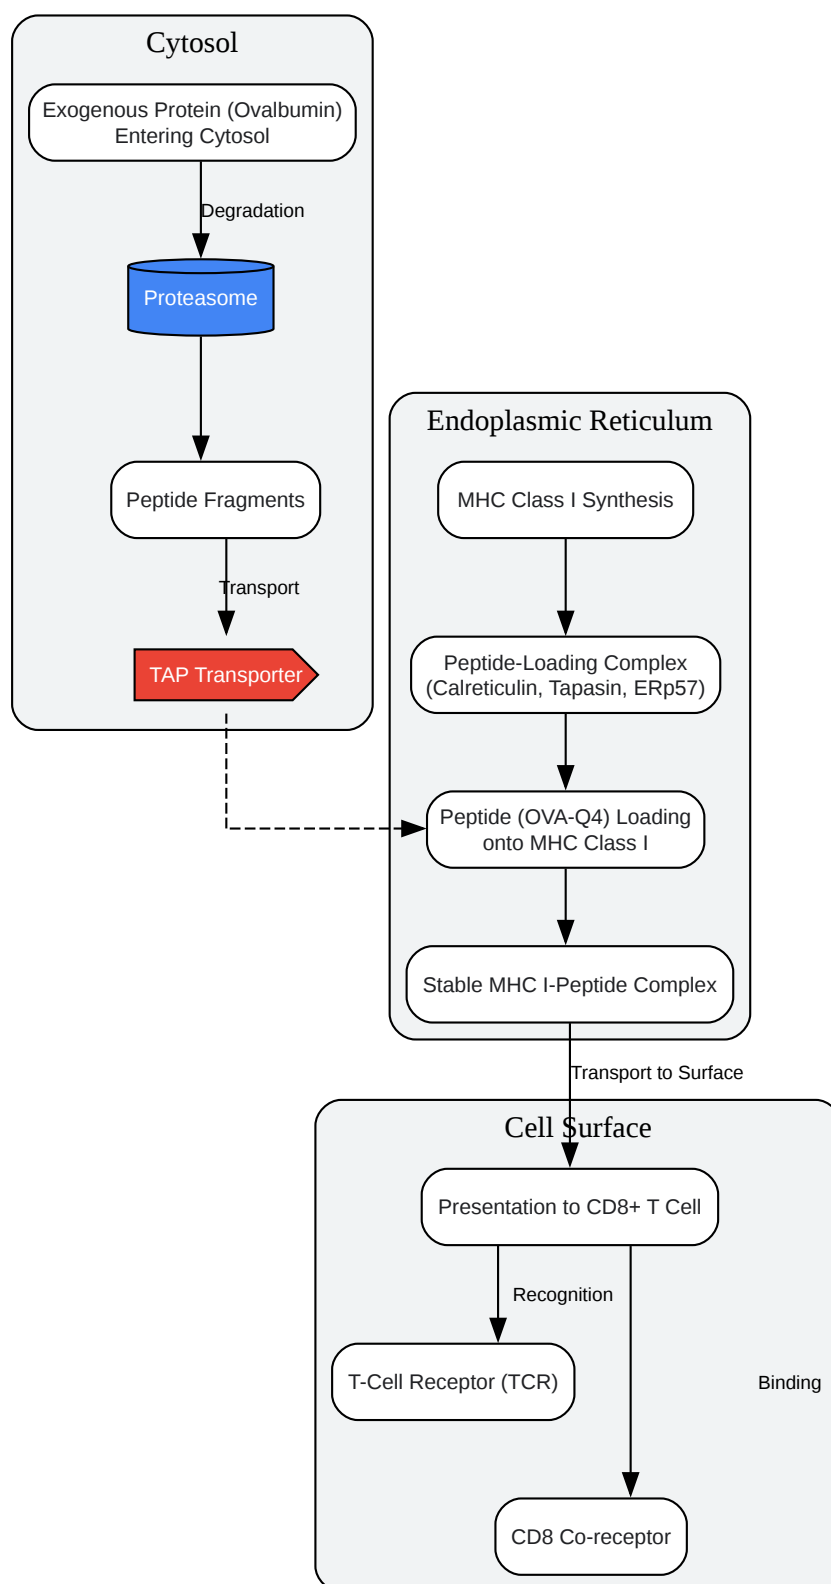 Cytosol
Exogenous Protein (Ovalbumin)
Entering Cytosol
Degradation
Proteasome
Peptide Fragments
Transport
TAP Transporter
Endoplasmic Reticulum
MHC Class I Synthesis
Peptide-Loading Complex
(Calreticulin, Tapasin, ERp57)
Peptide (OVA-Q4) Loading
onto MHC Class I
Stable MHC I-Peptide Complex
Transport to Surface
Cell Surface
Presentation to CD8+ T Cell
Recognition
T-Cell Receptor (TCR)
Binding
CD8 Co-receptor